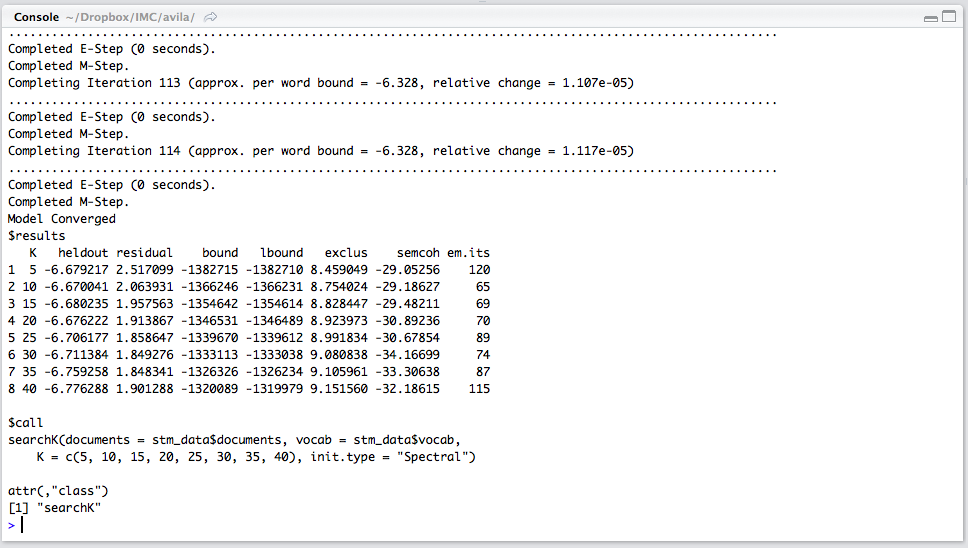 Console ~/Dropbox/IMC/avila/
................................................................................................................
Completed E-Step (0 seconds).
Completed M-Step.
Completing Iteration 113 (approx. per word bound = -6.328, relative change = 1.107e-05)
................................................................................................................
Completed E-Step (0 seconds).
Completed M-Step.
Completing Iteration 114 (approx. per word bound = -6.328, relative change = 1.117e-05)
................................................................................................................
Completed E-Step (0 seconds).
Completed M-Step.
Model Converged
$results
   K   heldout residual    bound   lbound   exclus    semcoh em.its
1  5 -6.679217 2.517099 -1382715 -1382710 8.459049 -29.05256    120
2 10 -6.670041 2.063931 -1366246 -1366231 8.754024 -29.18627     65
3 15 -6.680235 1.957563 -1354642 -1354614 8.828447 -29.48211     69
4 20 -6.676222 1.913867 -1346531 -1346489 8.923973 -30.89236     70
5 25 -6.706177 1.858647 -1339670 -1339612 8.991834 -30.67854     89
6 30 -6.711384 1.849276 -1333113 -1333038 9.080838 -34.16699     74
7 35 -6.759258 1.848341 -1326326 -1326234 9.105961 -33.30638     87
8 40 -6.776288 1.901288 -1320089 -1319979 9.151560 -32.18615    115
$call
searchK(documents = stm_data$documents, vocab = stm_data$vocab,
    K = c(5, 10, 15, 20, 25, 30, 35, 40), init.type = "Spectral")
attr(,"class")
[1] "searchK"
>